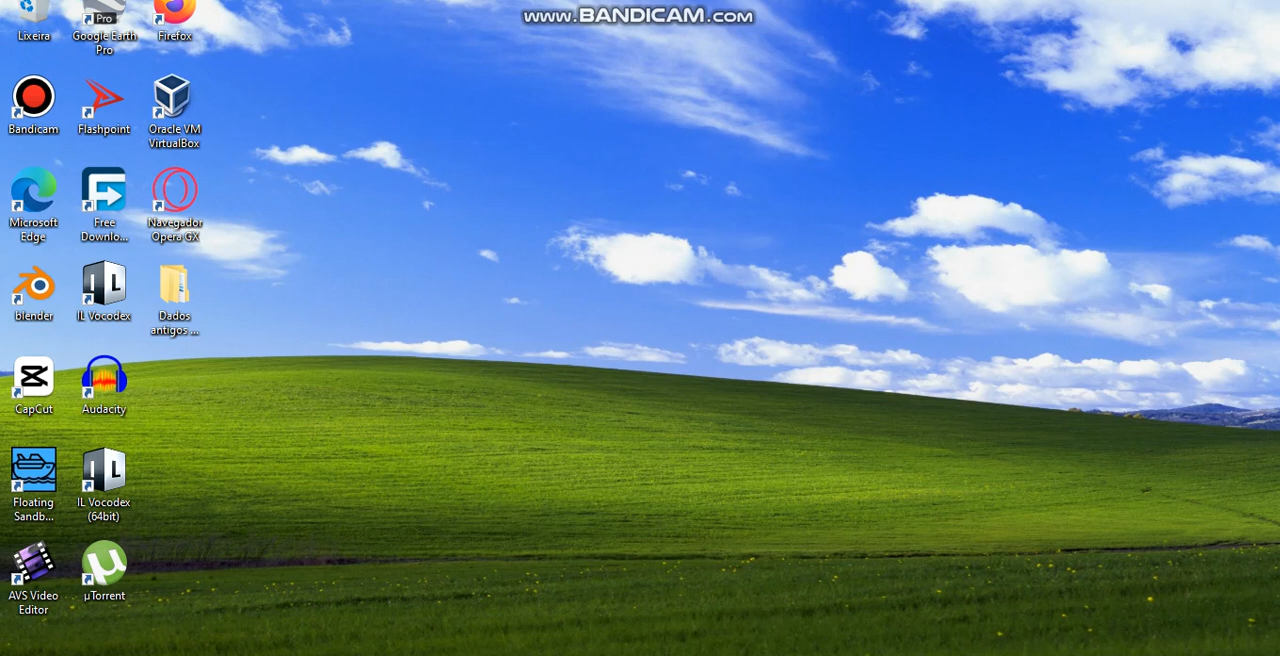 www.BANDICAM.com
Lixeira
Pro
Google Earth
Pro
Firefox
Bandicam
Flashpoint
Oracle VM
VirtualBox
Microsoft
Edge
Free
Downlo...
Navegador
Opera GX
blender
IL Vocodex
Dados
antigos ...
CapCut
Audacity
Floating
Sandb...
IL Vocodex
(64bit)
AVS Video
Editor
µTorrent